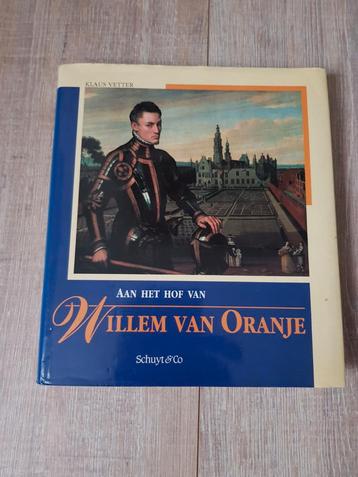 KLAUS VETTER
AAN HET HOF VAN
WILLEM VAN ORANJE
Schuyt & Co